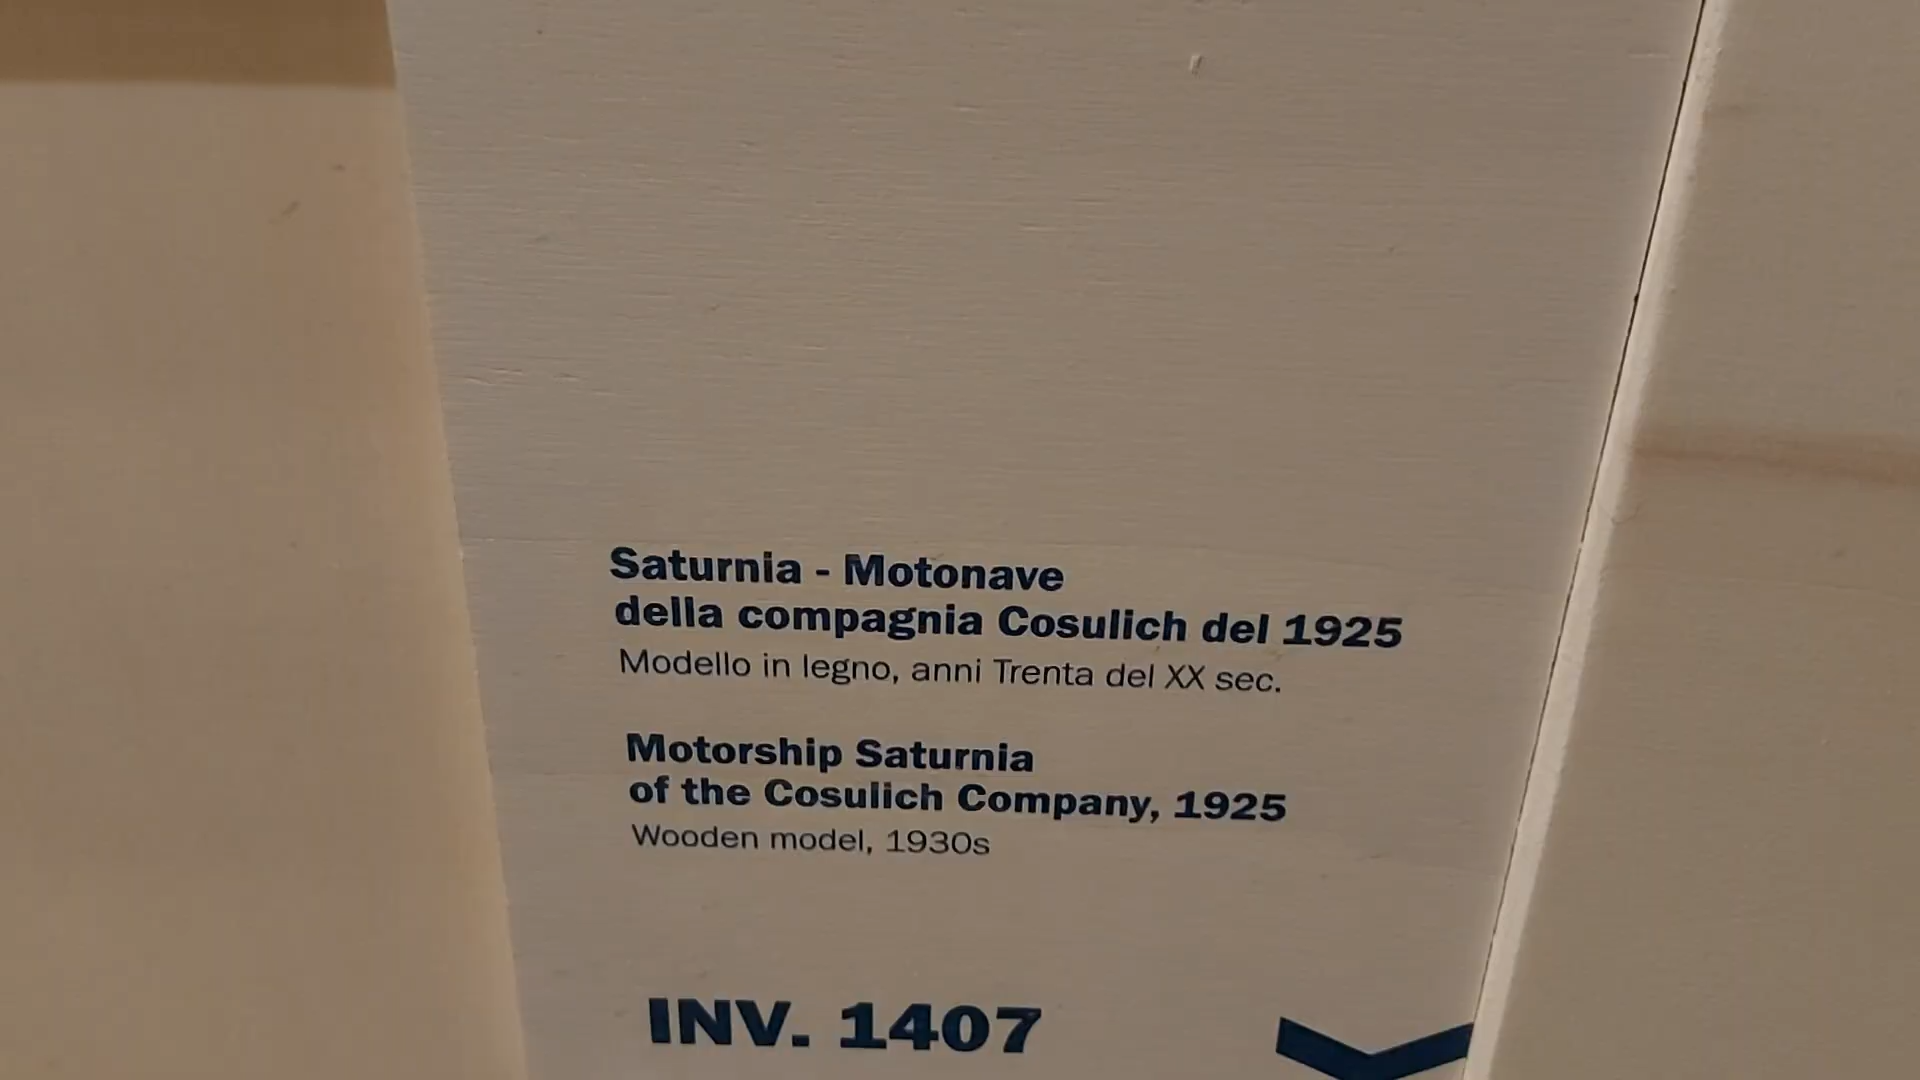 Saturnia - Motonave
della compagnia Cosulich del 1925
Modello in legno, anni Trenta del XX sec.
Motorship Saturnia
of the Cosulich Company, 1925
Wooden model, 1930s
INV. 1407